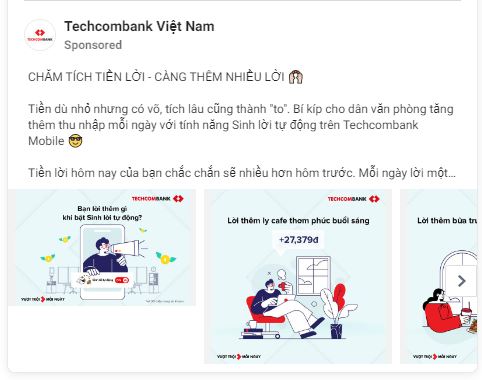 Techcombank Việt Nam
Sponsored
TECHCOMBANK
CHĂM TÍCH TIỀN LỜI - CÀNG THÊM NHIỀU LỜI
Tiền dù nhỏ nhưng có võ, tích lâu cũng thành "to". Bí kíp cho dân văn phòng tăng
thêm thu nhập mỗi ngày với tính năng Sinh lời tự động trên Techcombank
Mobile
Tiền lời hôm nay của bạn chắc chắn sẽ nhiều hơn hôm trước. Mỗi ngày lời một...
TECHCOMBANK
Bạn lời thêm gì
khi bật Sinh lời tự động?
VƯỢT TRỘI MỖI NGÀY
TECHCOMBANK
Lời thêm ly cafe thơm phức buổi sáng
+27,379đ
VƯỢT TRỘI MỖI NGÀY
Lời thêm bữa tru
VƯỢT TRỘI